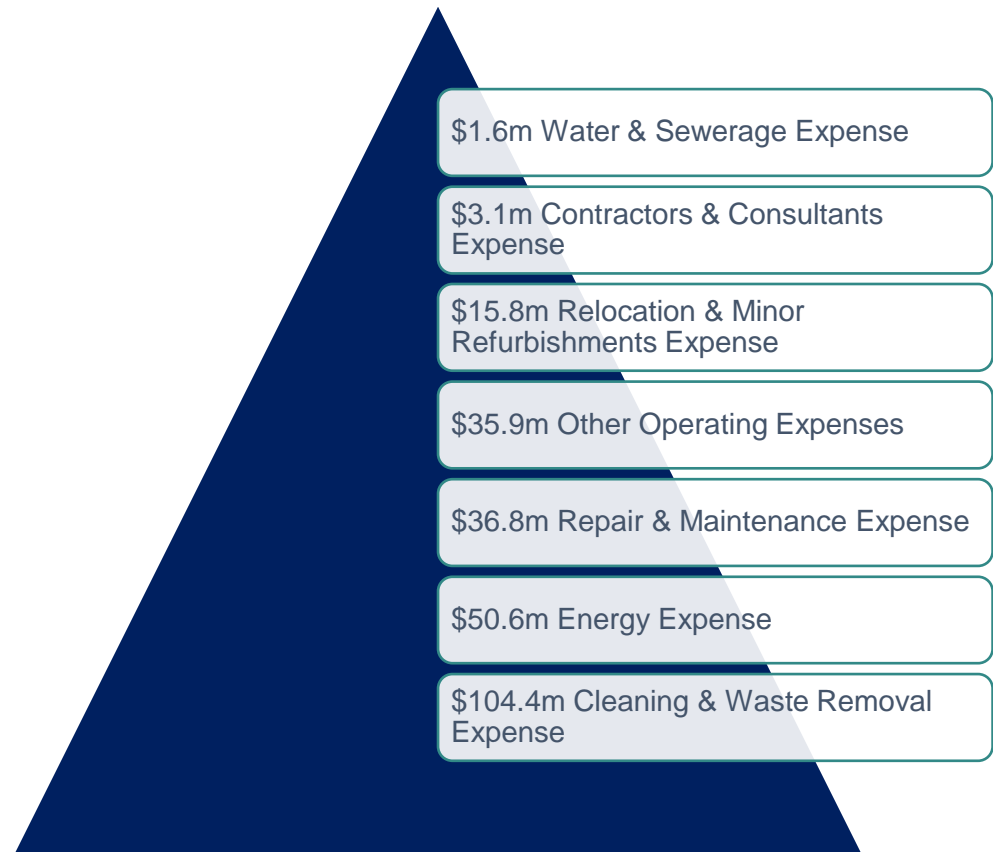 $1.6m Water & Sewerage Expense
$3.1m Contractors & Consultants
Expense
$15.8m Relocation & Minor
Refurbishments Expense
$35.9m Other Operating Expenses
$36.8m Repair & Maintenance Expense
$50.6m Energy Expense
$104.4m Cleaning & Waste Removal
Expense